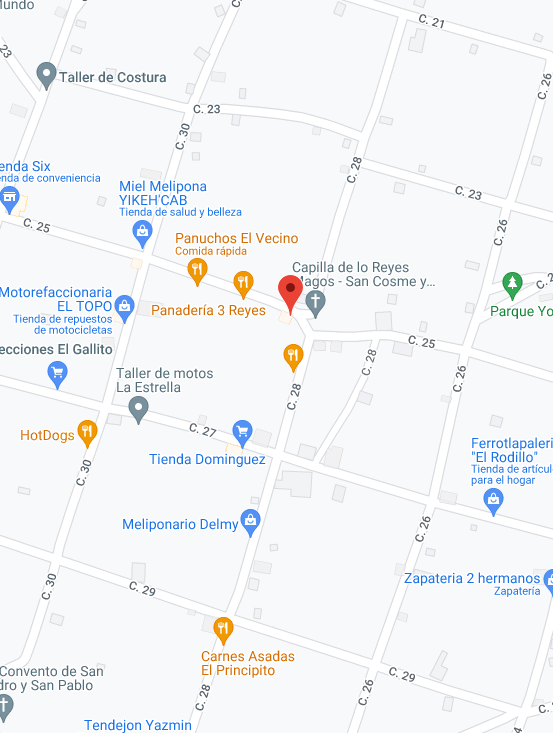 Mundo
C. 21
23
Taller de Costura
C. 26
C. 23
C. 30
C. 28
enda Six
enda de conveniencia
Miel Melipona
YIKEH'CAB
Tienda de salud y belleza
C. 23
C. 25
C. 26
Panuchos El Vecino
Comida rápida
Capilla de lo Reyes
Magos - San Cosme y...
C. 2
Motorefaccionaria
EL TOPO
Tienda de repuestos
de motocicletas
Panadería 3 Reyes
Parque Yo
ecciones El Gallito
C. 28
C. 25
Taller de motos
La Estrella
C. 26
C. 28
HotDogs
C. 27
Tienda Dominguez
Ferrotlapaleri
"El Rodillo"
Tienda de artícul
para el hogar
C. 30
Meliponario Delmy
C. 26
C. 30
C. 29
Zapateria 2 hermanos
Zapatería
Carnes Asadas
El Principito
C. 29
Convento de San
dro y San Pablo
C. 28
C. 26
Tendejon Yazmin
4
C.